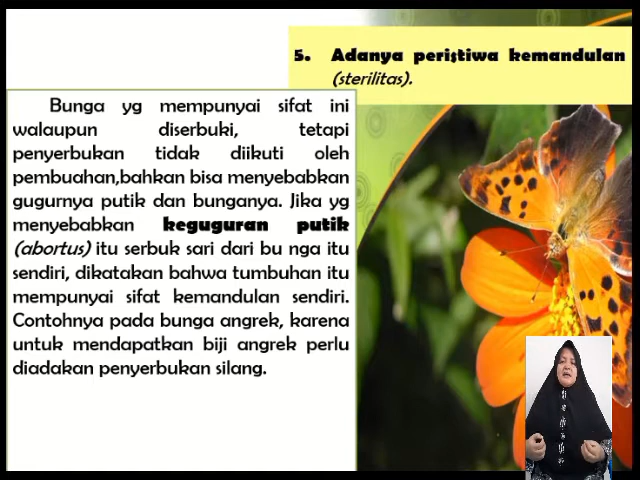 5. Adanya peristiwa kemandulan
(sterilitas).
Bunga yg mempunyai sifat ini
walaupun diserbuki, tetapi
penyerbukan tidak diikuti oleh
pembuahan,bahkan bisa menyebabkan
gugurnya putik dan bunganya. Jika yg
menyebabkan keguguran putik
(abortus) itu serbuk sari dari bu nga itu
sendiri, dikatakan bahwa tumbuhan itu
mempunyai sifat kemandulan sendiri.
Contohnya pada bunga angrek, karena
untuk mendapatkan biji angrek perlu
diadakan penyerbukan silang.